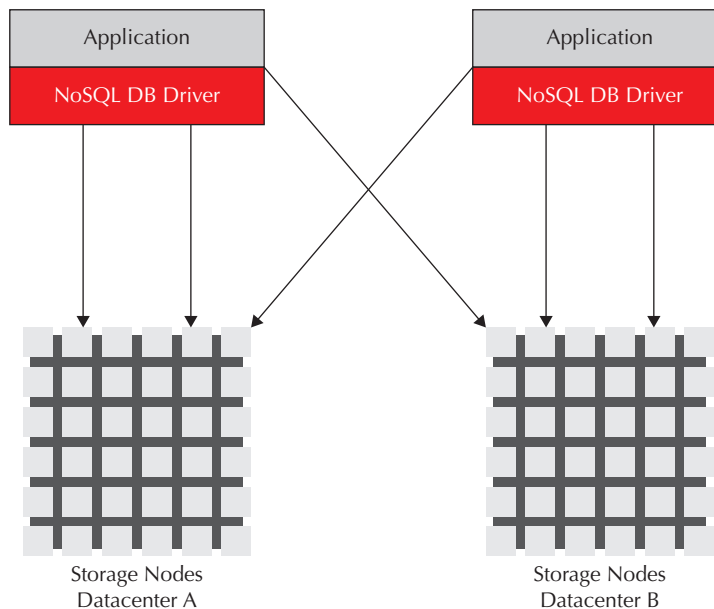 Application
NoSQL DB Driver
Application
NoSQL DB Driver
Storage Nodes
Datacenter A
Storage Nodes
Datacenter B